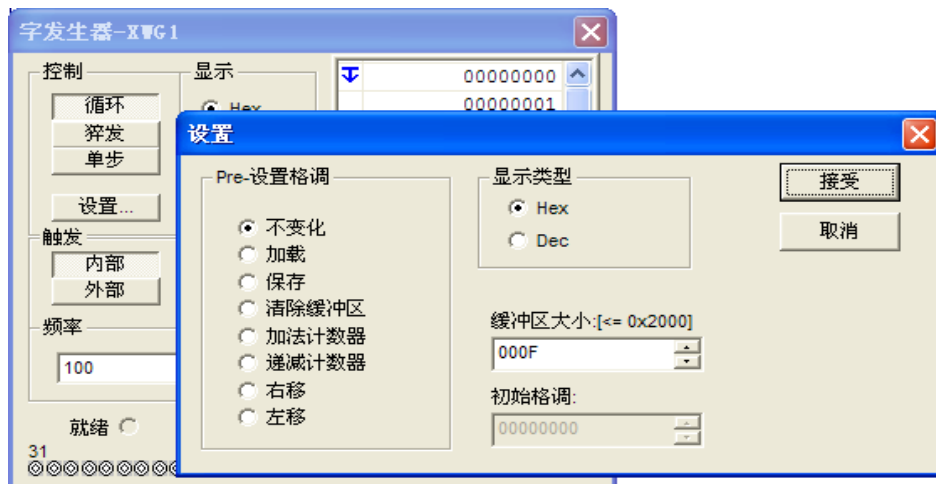 字发生器-XWG1
控制
显示
循环
猝发
单步
设置...
Hex
00000000
00000001
触发
内部
外部
频率
100
就绪
31
设置
Pre-设置格调
不变化
加载
保存
清除缓冲区
加法计数器
递减计数器
右移
左移
显示类型
Hex
Dec
缓冲区大小:[<= 0x2000]
000F
初始格调:
00000000
接受
取消